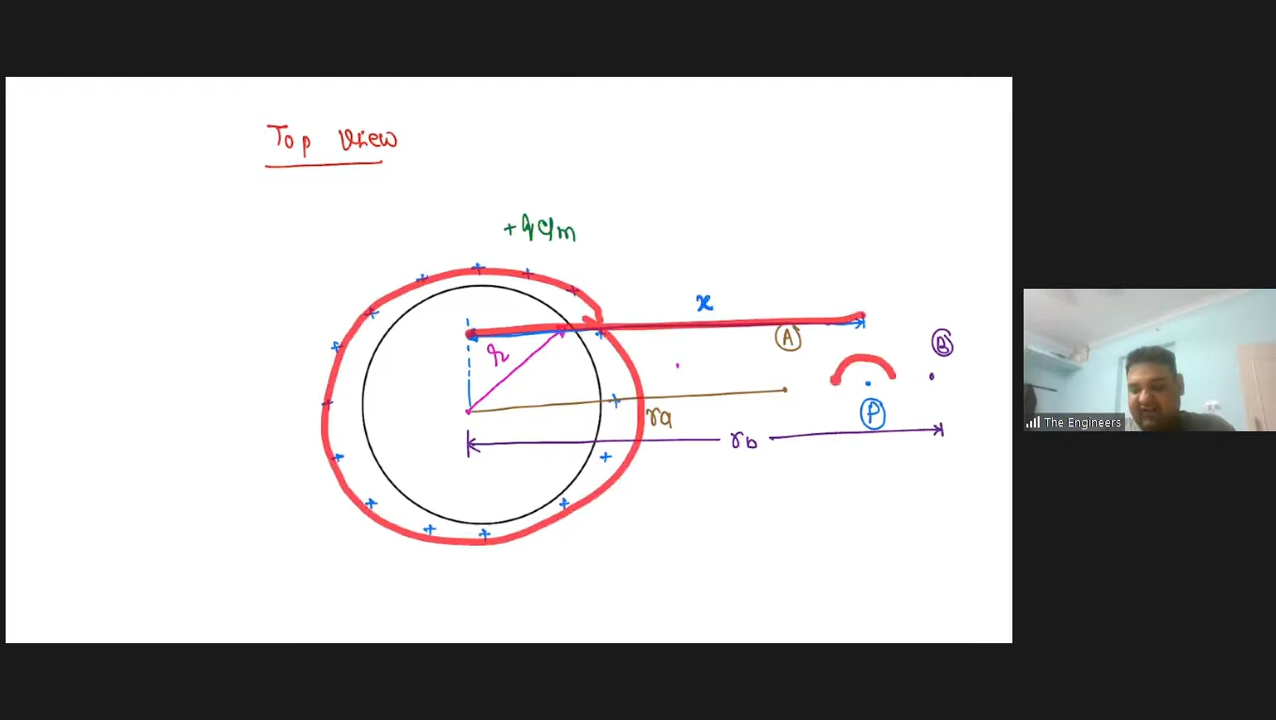 Top View
+q C/m
x
r
A
B
ra
P
rb
The Engineers